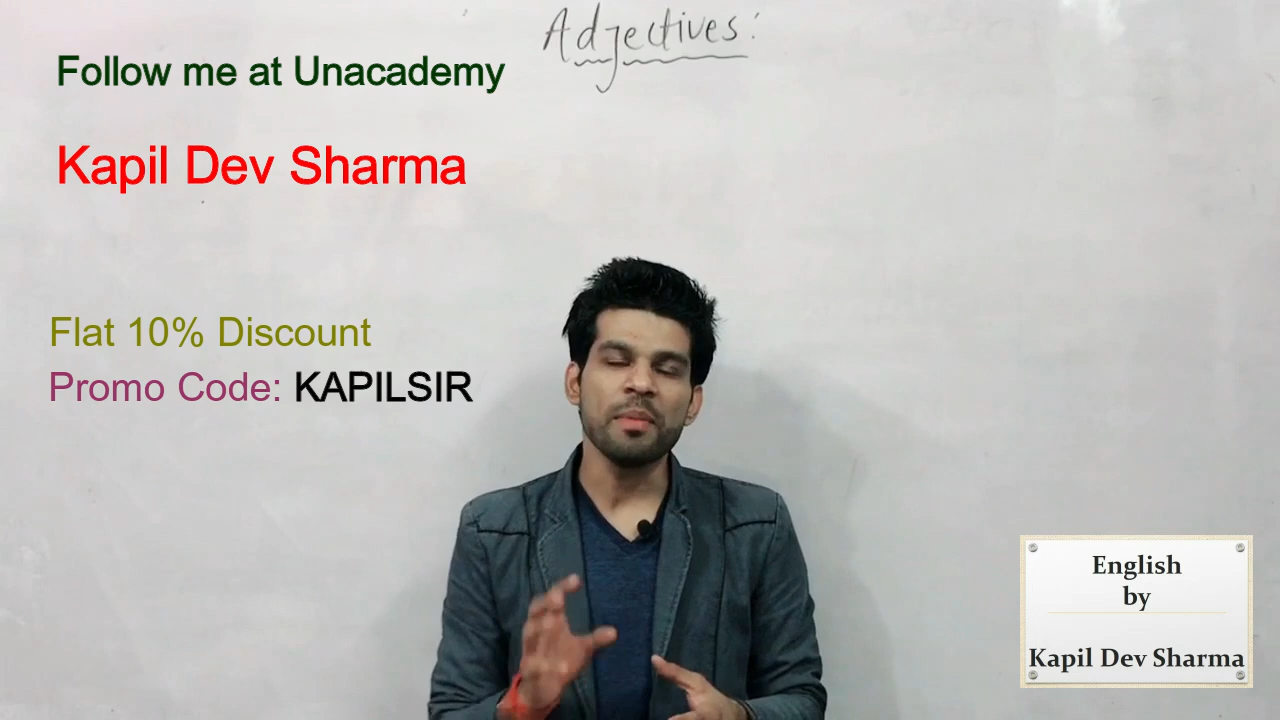 Adjectives:
Follow me at Unacademy
Kapil Dev Sharma
Flat 10% Discount
Promo Code: KAPILSIR
English
by
Kapil Dev Sharma